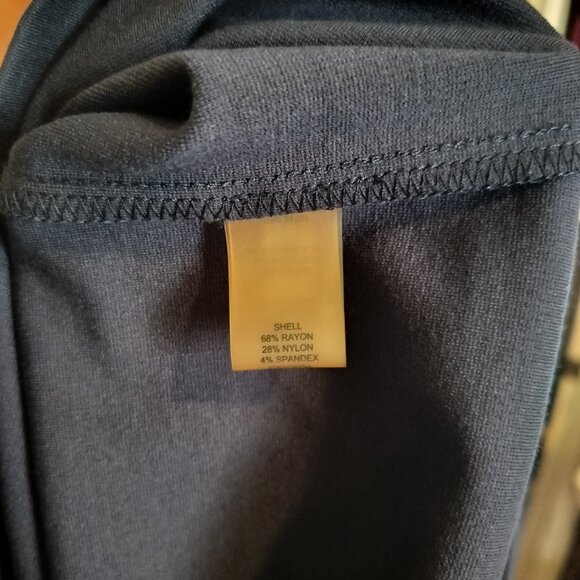 SHELL
68% RAYON
28% NYLON
4% SPANDEX